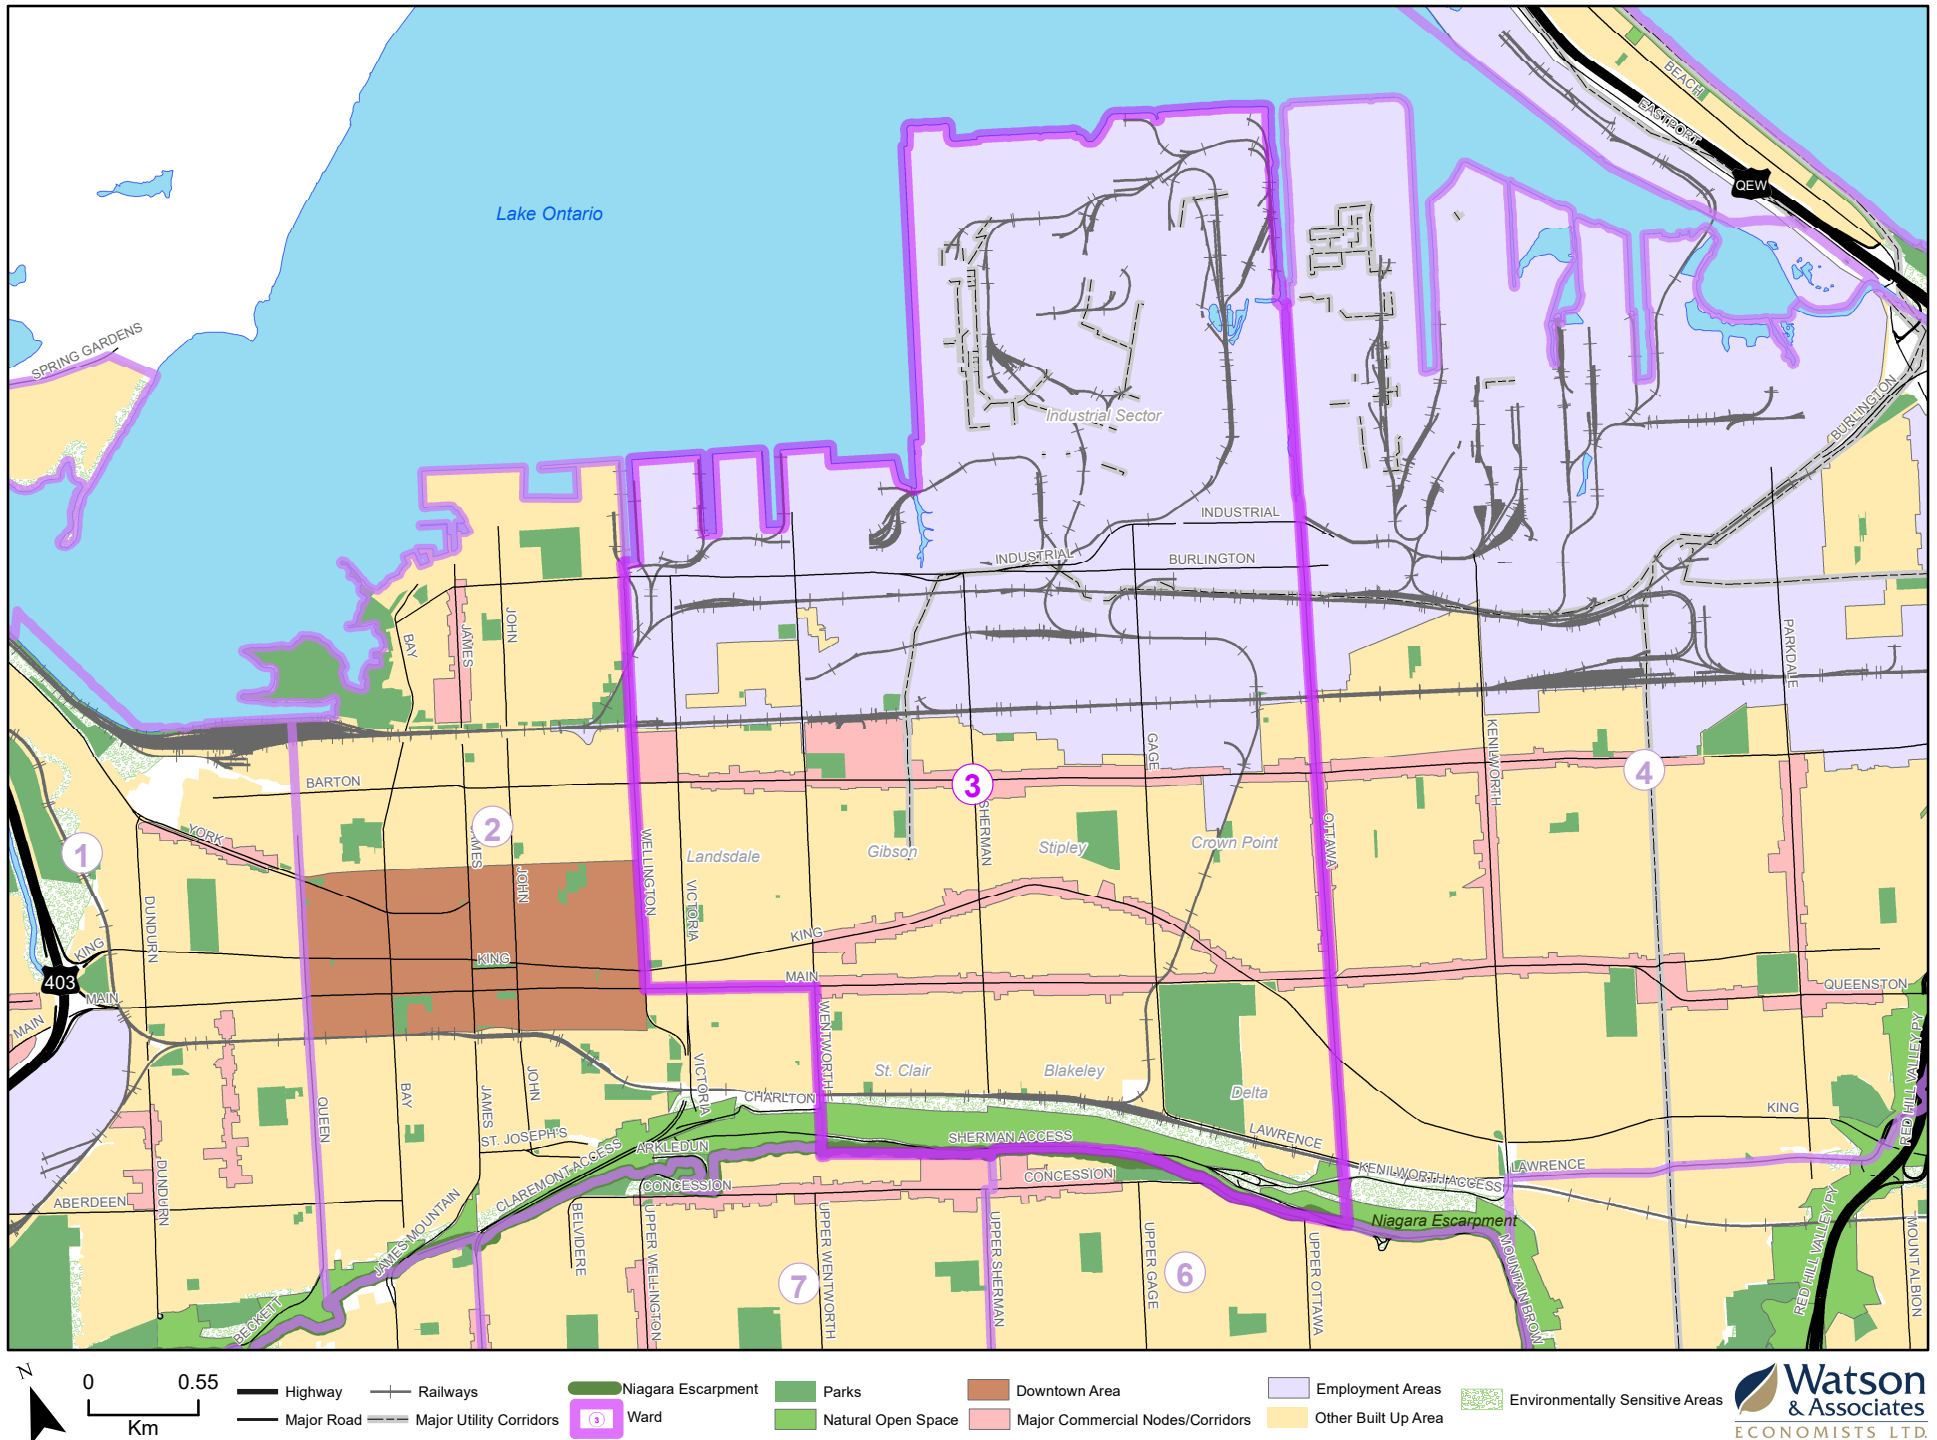 BEACH
EASTPORT
QEW
Lake Ontario
SPRING GARDENS
BURLINGTON
Industrial Sector
INDUSTRIAL
INDUSTRIAL
BURLINGTON
BAY
JAMES
JOHN
PARKDALE
KENILWORTH
GAGE
BARTON
3
4
2
1
YORK
JAMES
JOHN
WELLINGTON
VICTORIA
SHERMAN
OTTAWA
Landsdale
Gibson
Stipley
Crown Point
DUNDURN
KING
KING
KING
403
MAIN
MAIN
MAIN
QUEENSTON
WENTWORTH
St. Clair
Blakeley
Delta
VICTORIA
CHARLTON
QUEEN
BAY
JAMES
JOHN
ST. JOSEPH'S
ARKLEDUN
SHERMAN ACCESS
LAWRENCE
KING
RED HILL VALLEY PY
CLAREMONT ACCESS
CONCESSION
CONCESSION
KENILWORTH ACCESS
LAWRENCE
ABERDEEN
DUNDURN
JAMES MOUNTAIN
BELVIDERE
UPPER WELLINGTON
UPPER WENTWORTH
UPPER SHERMAN
UPPER GAGE
UPPER OTTAWA
Niagara Escarpment
MOUNTAIN BROW
RED HILL VALLEY PY
MOUNT ALBION
7
6
BECKETT
N
0 0.55
Km
Highway
Major Road
Railways
Major Utility Corridors
Niagara Escarpment
3 Ward
Parks
Natural Open Space
Downtown Area
Major Commercial Nodes/Corridors
Employment Areas
Other Built Up Area
Environmentally Sensitive Areas
Watson
& Associates
ECONOMISTS LTD.